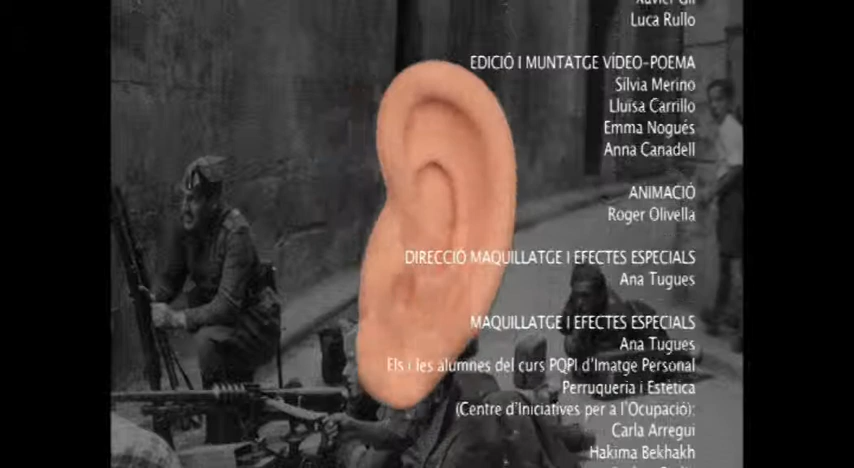 Xavier Gil
Luca Rullo
EDICIÓ I MUNTATGE VÍDEO-POEMA
Sílvia Merino
Lluïsa Carrillo
Emma Nogués
Anna Canadell
ANIMACIÓ
Roger Olivella
DIRECCIÓ MAQUILLATGE I EFECTES ESPECIALS
Ana Tugues
MAQUILLATGE I EFECTES ESPECIALS
Ana Tugues
Els i les alumnes del curs PQPI d'Imatge Personal
Perruqueria i Estètica
(Centre d'Iniciatives per a l'Ocupació):
Carla Arregui
Hakima Bekhakh